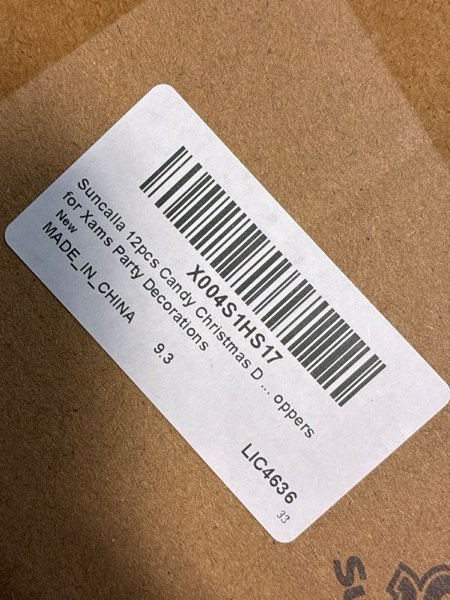 X004S1HS17
Suncalla 12pcs Candy Christmas D ... oppers
for Xams Party Decorations
New
MADE_IN_CHINA
9.3
LIC4636
33